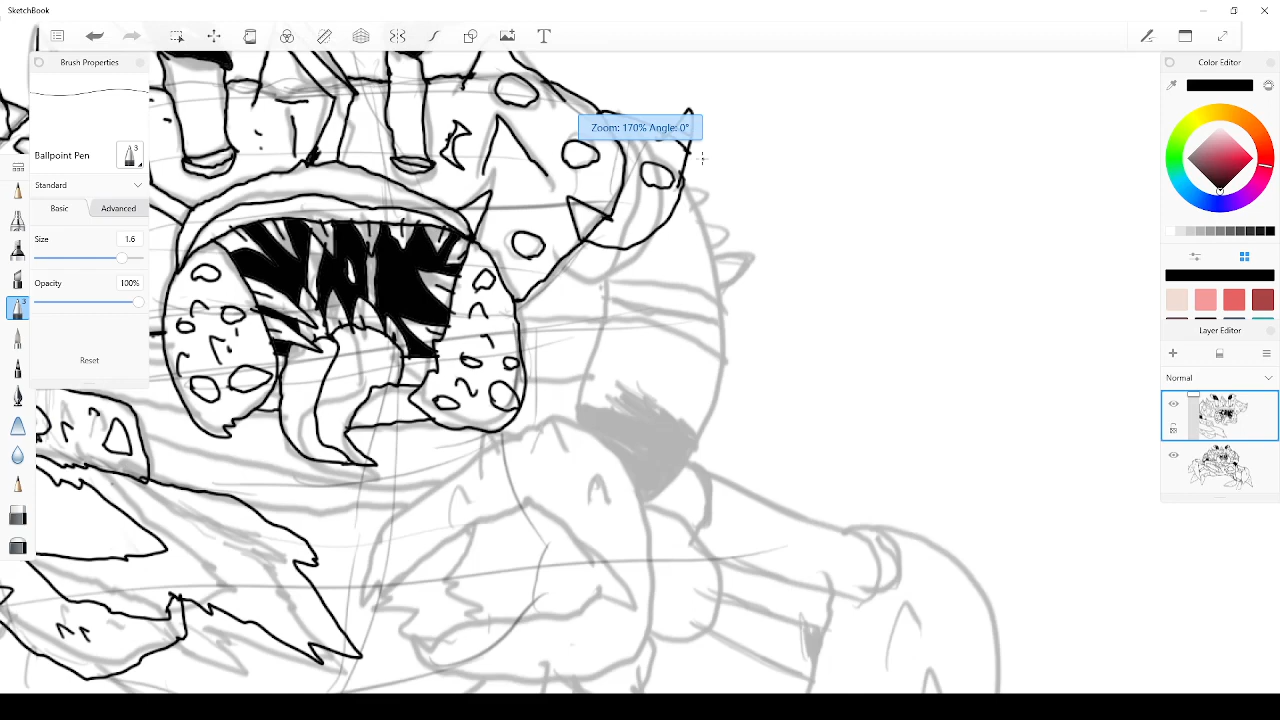 SketchBook
Brush Properties
Zoom: 170% Angle: 0°
Color Editor
Ballpoint Pen
3
Standard
Basic
Advanced
Size
1.6
Opacity
100%
Reset
Layer Editor
Normal